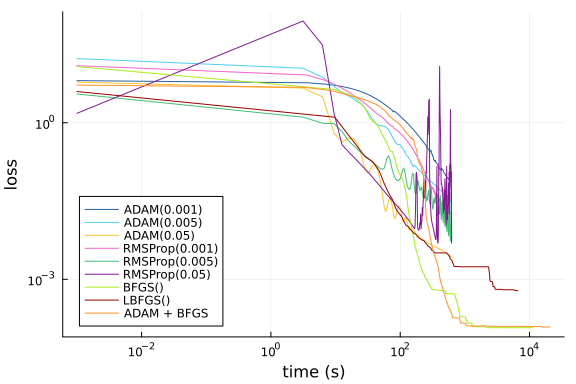 loss
10⁰
10⁻³
ADAM(0.001)
ADAM(0.005)
ADAM(0.05)
RMSProp(0.001)
RMSProp(0.005)
RMSProp(0.05)
BFGS()
LBFGS()
ADAM + BFGS
10⁻² 10⁰ 10² 10⁴
time (s)